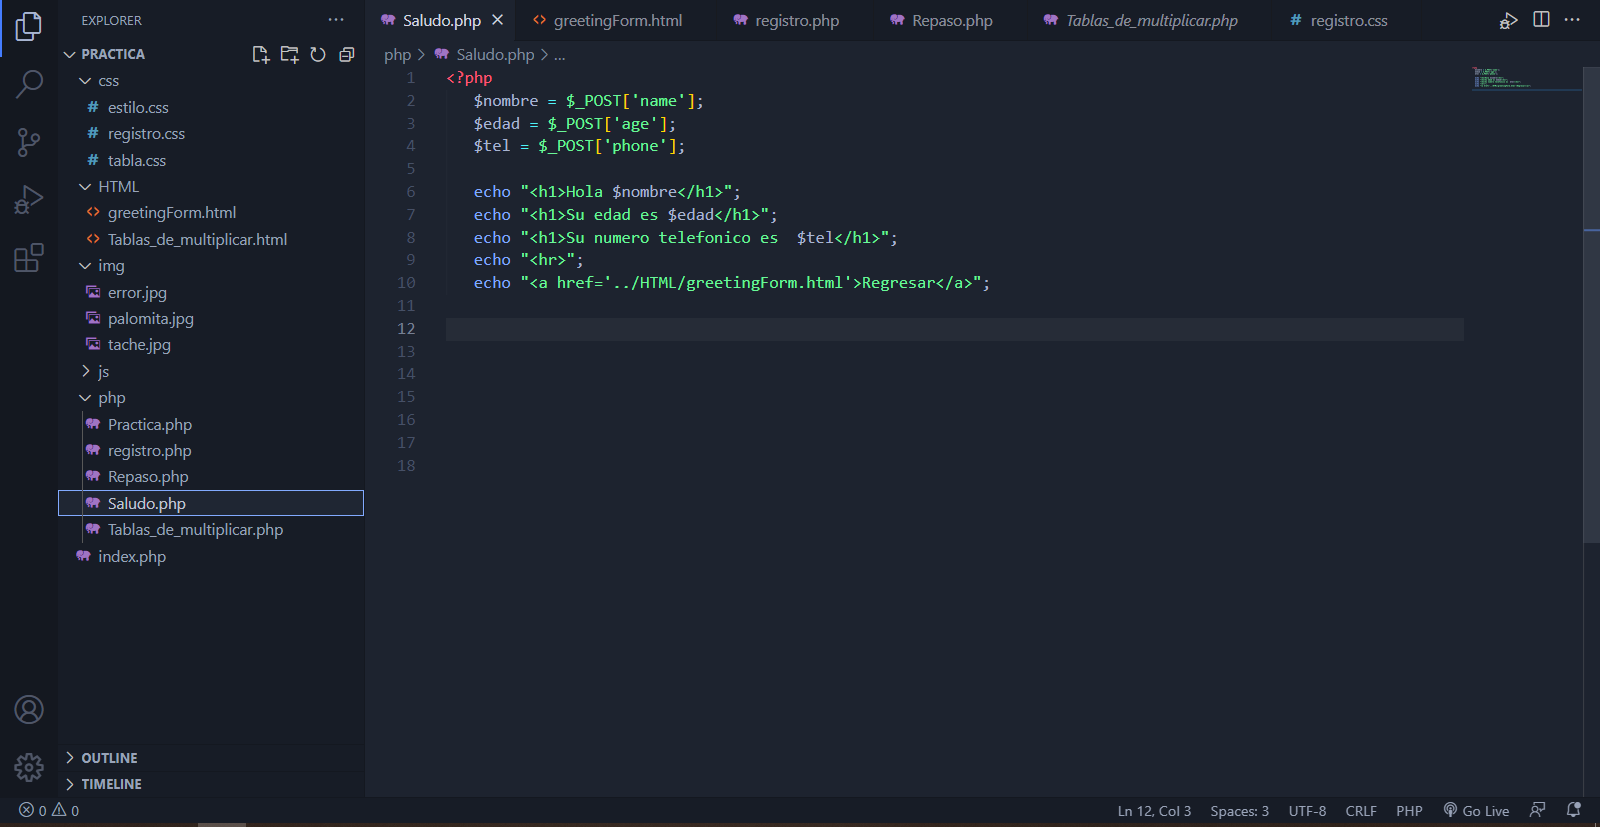 EXPLORER ···
PRACTICA
css
# estilo.css
# registro.css
# tabla.css
HTML
<> greetingForm.html
<> Tablas_de_multiplicar.html
img
error.jpg
palomita.jpg
tache.jpg
js
php
Practica.php
registro.php
Repaso.php
Saludo.php
Tablas_de_multiplicar.php
index.php
OUTLINE
TIMELINE
Saludo.php <> greetingForm.html registro.php Repaso.php Tablas_de_multiplicar.php # registro.css ···
php > Saludo.php > ...
1 <?php
2 $nombre = $_POST['name'];
3 $edad = $_POST['age'];
4 $tel = $_POST['phone'];
5
6 echo "<h1>Hola $nombre</h1>";
7 echo "<h1>Su edad es $edad</h1>";
8 echo "<h1>Su numero telefonico es  $tel</h1>";
9 echo "<hr>";
10 echo "<a href='../HTML/greetingForm.html'>Regresar</a>";
11
12
13
14
15
16
17
18
0 0 Ln 12, Col 3 Spaces: 3 UTF-8 CRLF PHP Go Live